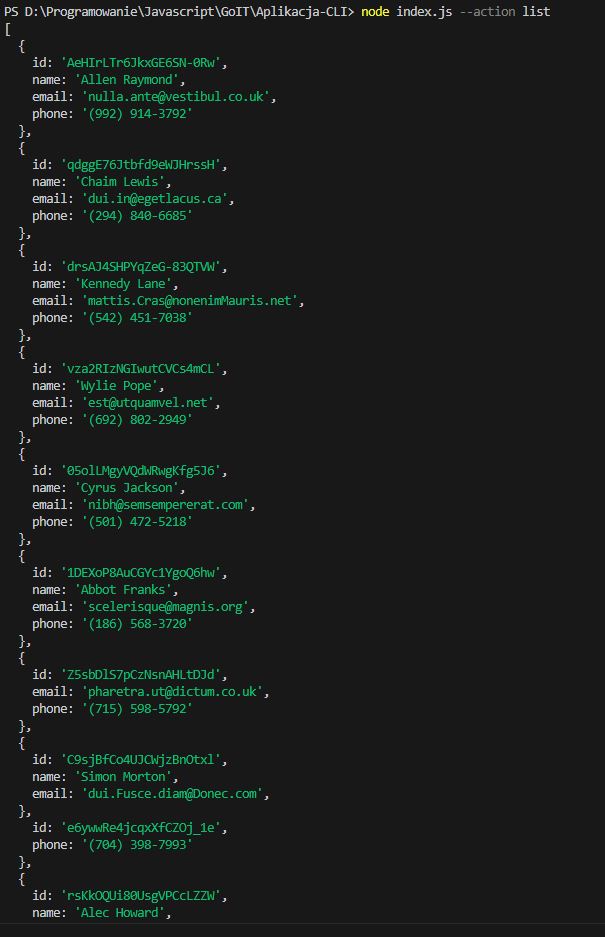 PS D:\Programowanie\Javascript\GoIT\Aplikacja-CLI> node index.js --action list
[
  {
    id: 'AeHIrLTr6JkxGE6SN-0Rw',
    name: 'Allen Raymond',
    email: 'nulla.ante@vestibul.co.uk',
    phone: '(992) 914-3792'
  },
  {
    id: 'qdggE76Jtbfd9eWJHrssH',
    name: 'Chaim Lewis',
    email: 'dui.in@egetlacus.ca',
    phone: '(294) 840-6685'
  },
  {
    id: 'drsAJ4SHPYqZeG-83QTVW',
    name: 'Kennedy Lane',
    email: 'mattis.Cras@nonenimMauris.net',
    phone: '(542) 451-7038'
  },
  {
    id: 'vza2RIzNGIwutCVCs4mCL',
    name: 'Wylie Pope',
    email: 'est@utquamvel.net',
    phone: '(692) 802-2949'
  },
  {
    id: '05olLMgyVQdWRwgKfg5J6',
    name: 'Cyrus Jackson',
    email: 'nibh@semsempererat.com',
    phone: '(501) 472-5218'
  },
  {
    id: '1DEXoP8AuCGYc1YgoQ6hw',
    name: 'Abbot Franks',
    email: 'scelerisque@magnis.org',
    phone: '(186) 568-3720'
  },
  {
    id: 'Z5sbDlS7pCzNsnAHLtDJd',
    email: 'pharetra.ut@dictum.co.uk',
    phone: '(715) 598-5792'
  },
  {
    id: 'C9sjBfCo4UJCWjzBnOtxl',
    name: 'Simon Morton',
    email: 'dui.Fusce.diam@Donec.com',
  },
    id: 'e6ywwRe4jcqxXfCZOj_1e',
    phone: '(704) 398-7993'
  },
  {
    id: 'rsKkOQUi80UsgVPCcLZZW',
    name: 'Alec Howard',